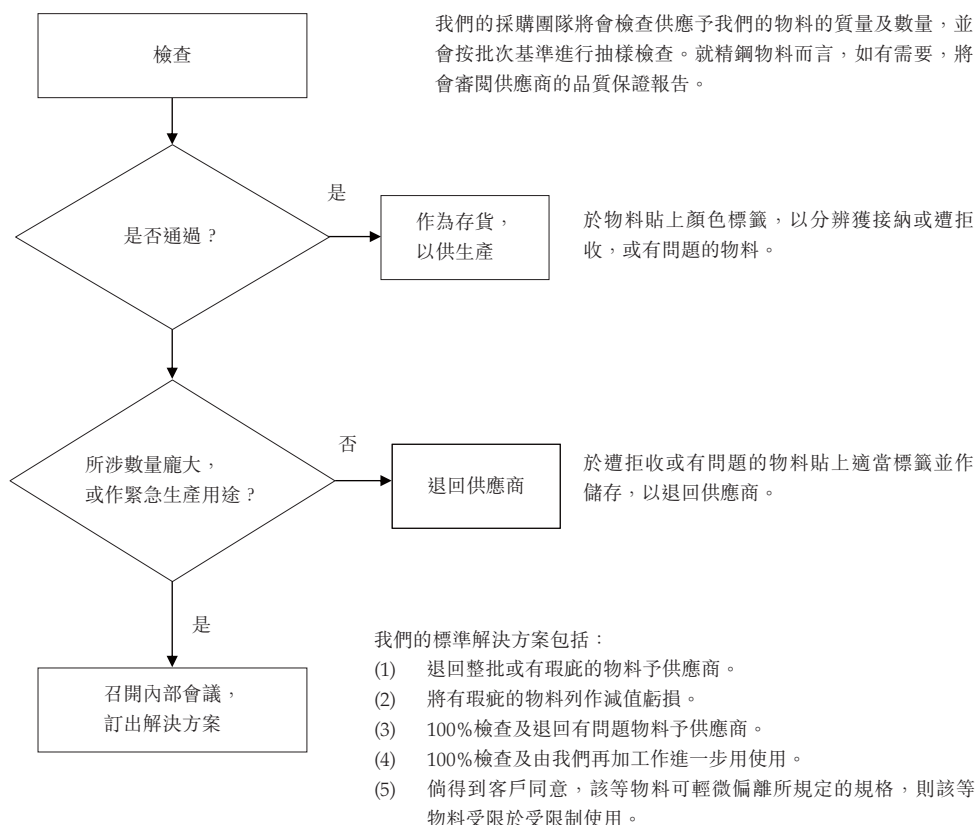 檢查
我們的採購團隊將會檢查供應予我們的物料的質量及數量，並
會按批次基準進行抽樣檢查。就精鋼物料而言，如有需要，將
會審閱供應商的品質保證報告。
是否通過？
是
作為存貨，
以供生產
於物料貼上顏色標籤，以分辨獲接納或遭拒
收，或有問題的物料。
所涉數量龐大，
或作緊急生產用途？
否
退回供應商
於遭拒收或有問題的物料貼上適當標籤並作
儲存，以退回供應商。
是
召開內部會議，
訂出解決方案
我們的標準解決方案包括：
(1) 退回整批或有瑕疵的物料予供應商。
(2) 將有瑕疵的物料列作減值虧損。
(3) 100%檢查及退回有問題物料予供應商。
(4) 100%檢查及由我們再加工作進一步用使用。
(5) 倘得到客戶同意，該等物料可輕微偏離所規定的規格，則該等
物料受限於受限制使用。